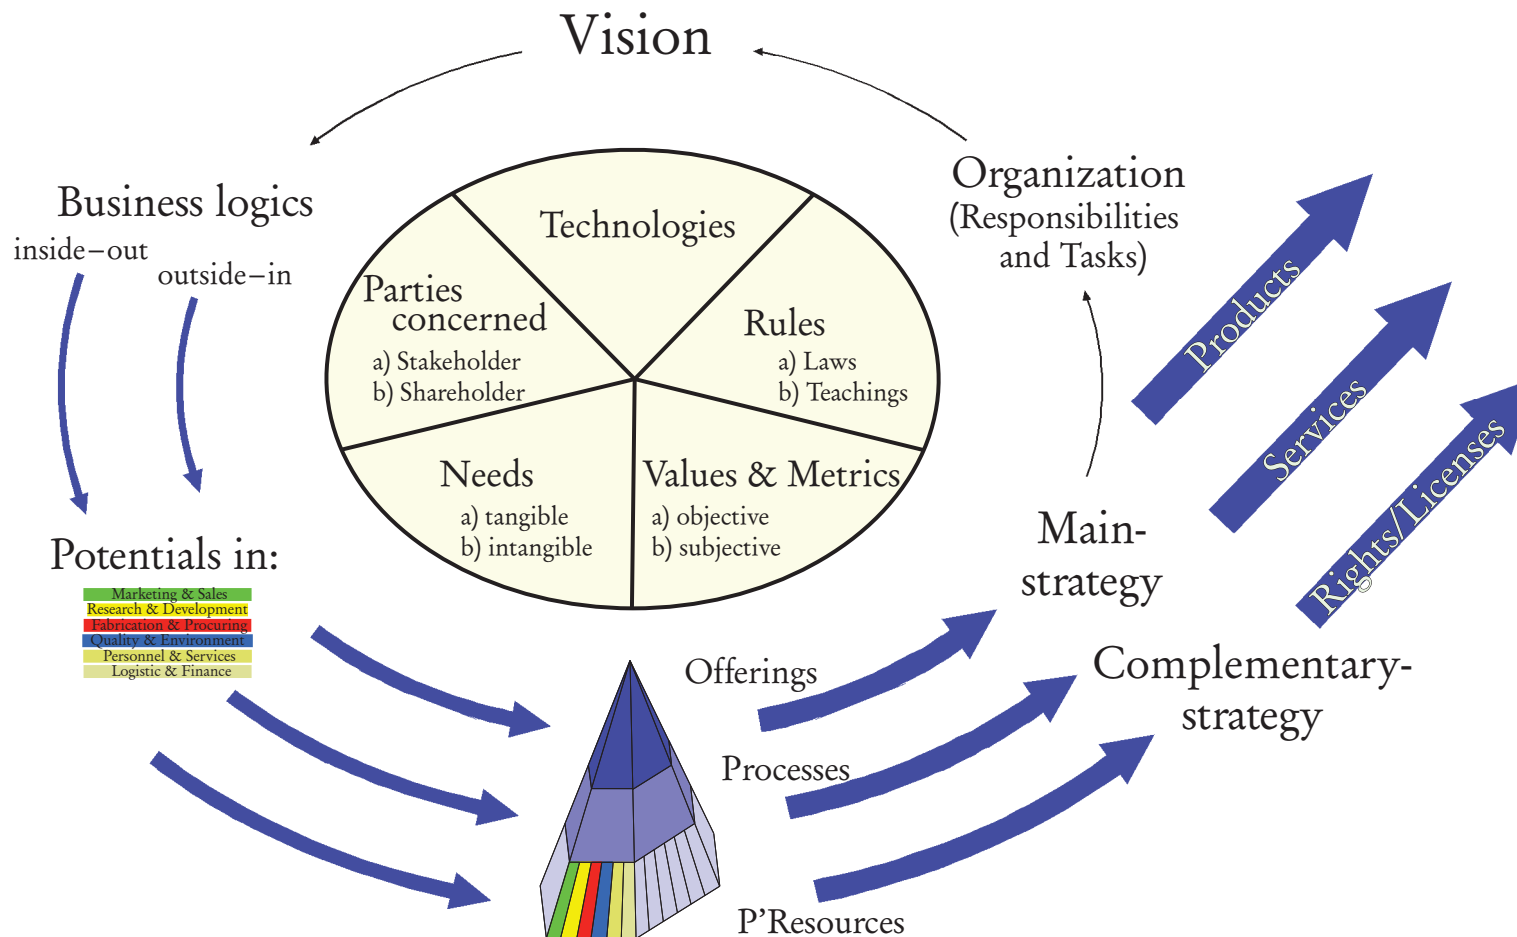 Vision
Business logics
inside–out
outside–in
Technologies
Parties
concerned
a) Stakeholder
b) Shareholder
Rules
a) Laws
b) Teachings
Needs
a) tangible
b) intangible
Values & Metrics
a) objective
b) subjective
Organization
(Responsibilities
and Tasks)
Products
Services
Rights/Licenses
Potentials in:
Marketing & Sales
Research & Development
Fabrication & Procuring
Quality & Environment
Personnel & Services
Logistic & Finance
Main-
strategy
Complementary-
strategy
Offerings
Processes
P’Resources